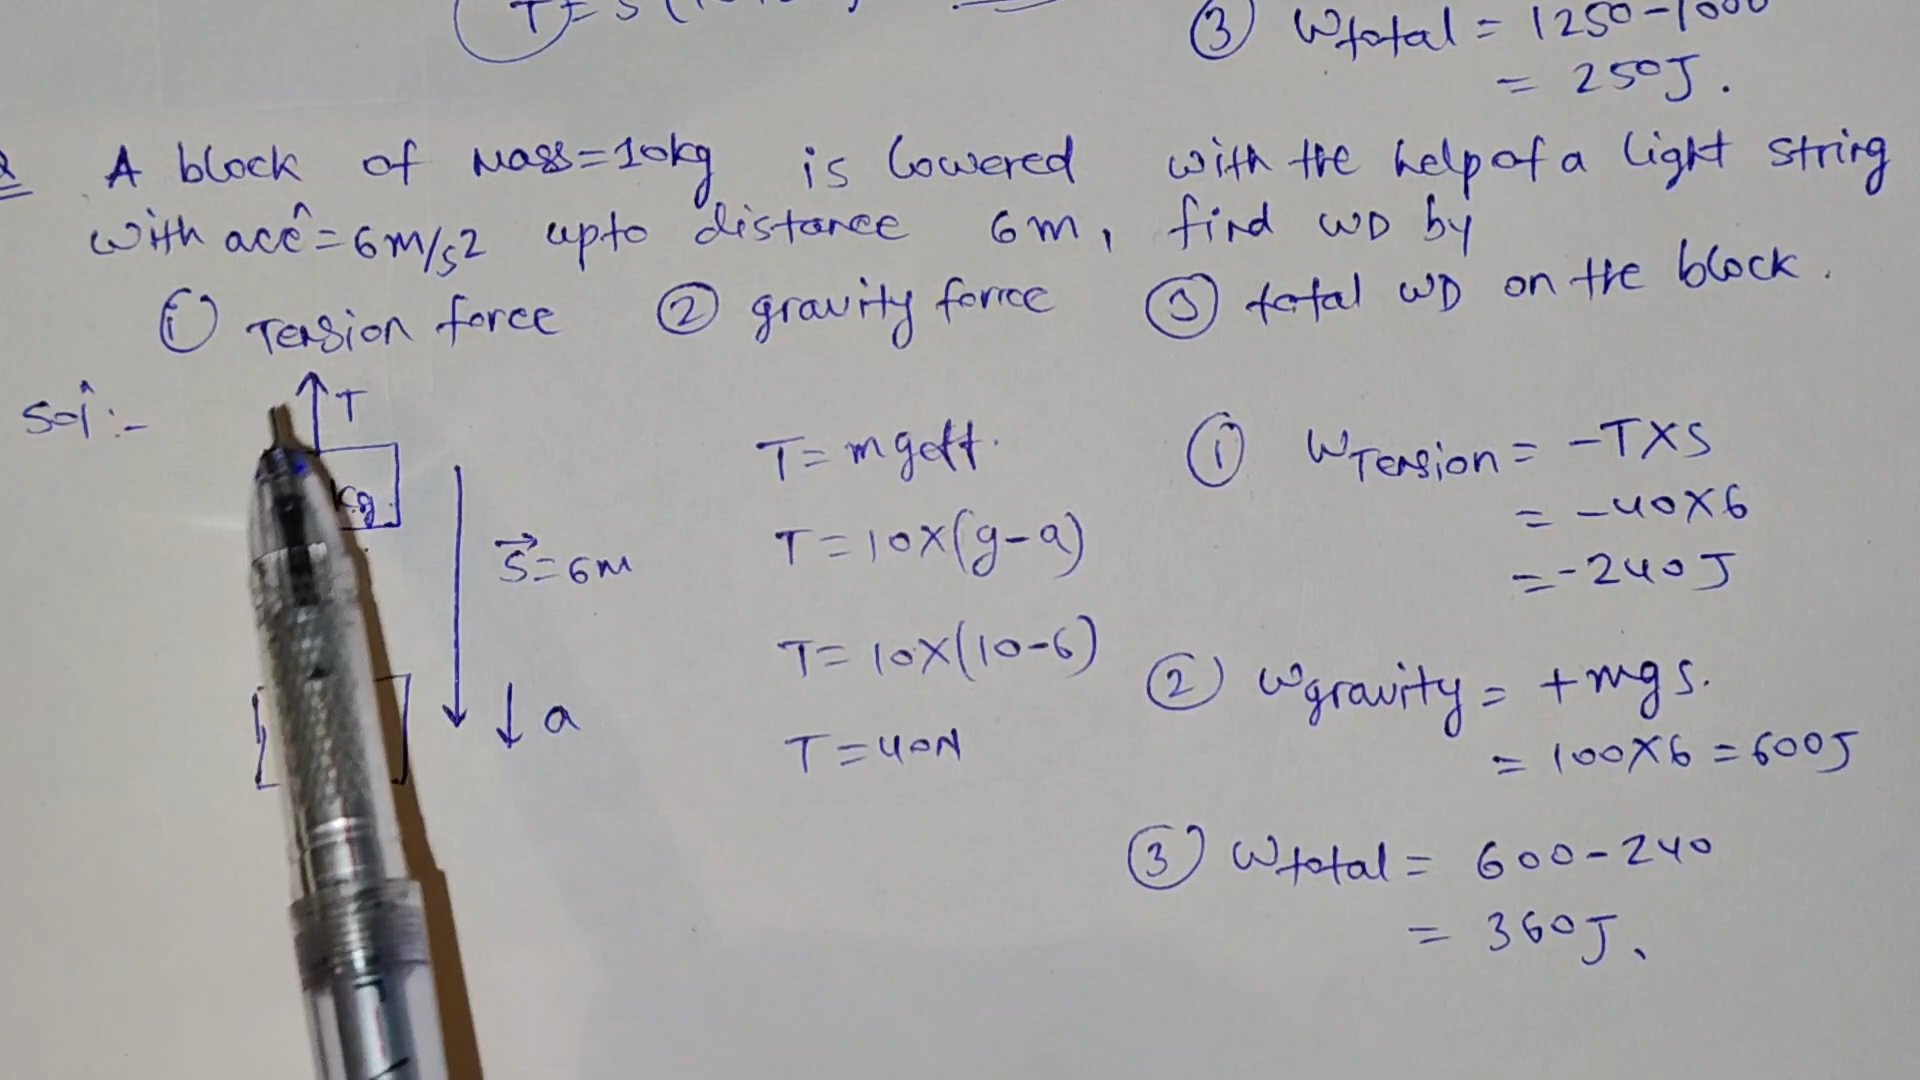 ③ Wtotal = 1250-1000
= 250J.
A block of Mass=10kg is lowered with the help of a light string
with accⁿ=6m/s2 upto distance 6m, find WD by
① Tension force ② gravity force ③ total WD on the block.
Solⁿ:-
T
kg
S⃗=6m
a
T=mgeff.
T=10×(g-a)
T=10×(10-6)
T=40N
① WTension = -T×S
= -40×6
=-240J
② Wgravity = +mgs.
= 100×6=600J
③ Wtotal = 600-240
= 360J.